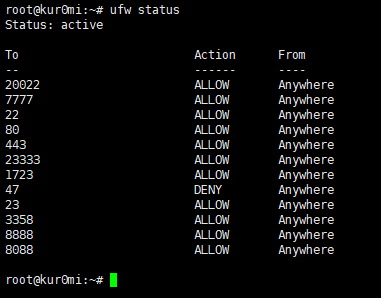 root@kur0mi:~# ufw status
Status: active
To Action From
-- ------ ----
20022 ALLOW Anywhere
7777 ALLOW Anywhere
22 ALLOW Anywhere
80 ALLOW Anywhere
443 ALLOW Anywhere
23333 ALLOW Anywhere
1723 ALLOW Anywhere
47 DENY Anywhere
23 ALLOW Anywhere
3358 ALLOW Anywhere
8888 ALLOW Anywhere
8088 ALLOW Anywhere
root@kur0mi:~#